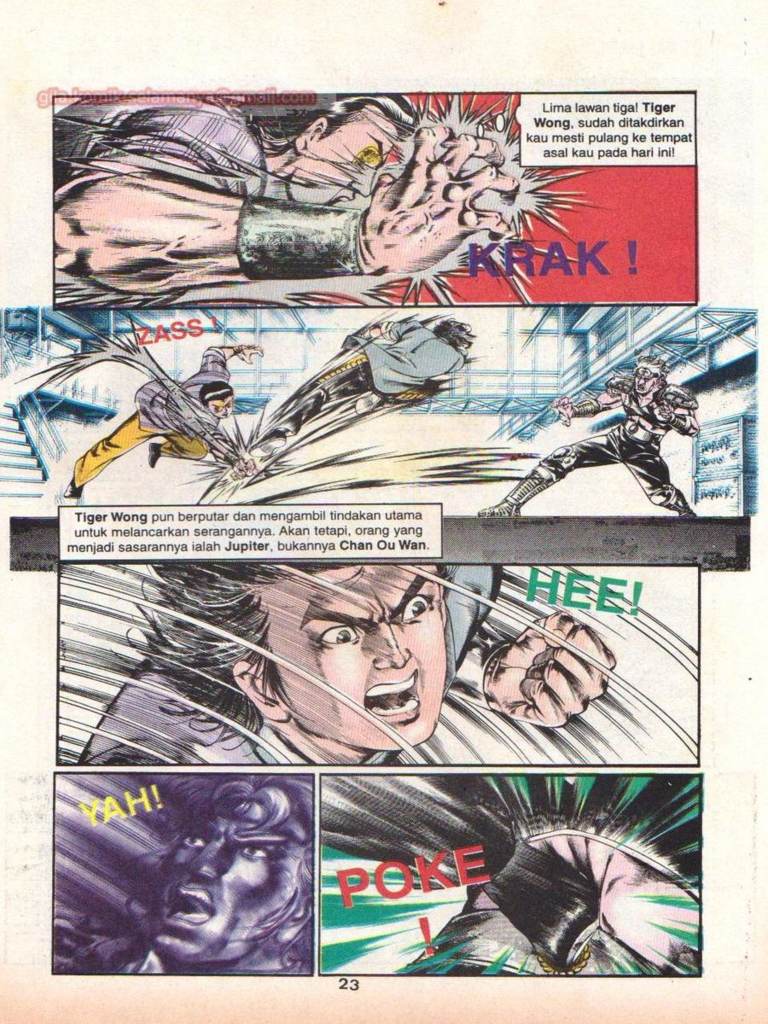 Lima lawan tiga! Tiger
Wong, sudah ditakdirkan
kau mesti pulang ke tempat
asal kau pada hari ini!
KRAK !
ZASS !
Tiger Wong pun berputar dan mengambil tindakan utama
untuk melancarkan serangannya. Akan tetapi, orang yang
menjadi sasarannya ialah Jupiter, bukannya Chan Ou Wan.
HEE!
YAH!
POKE
!
23